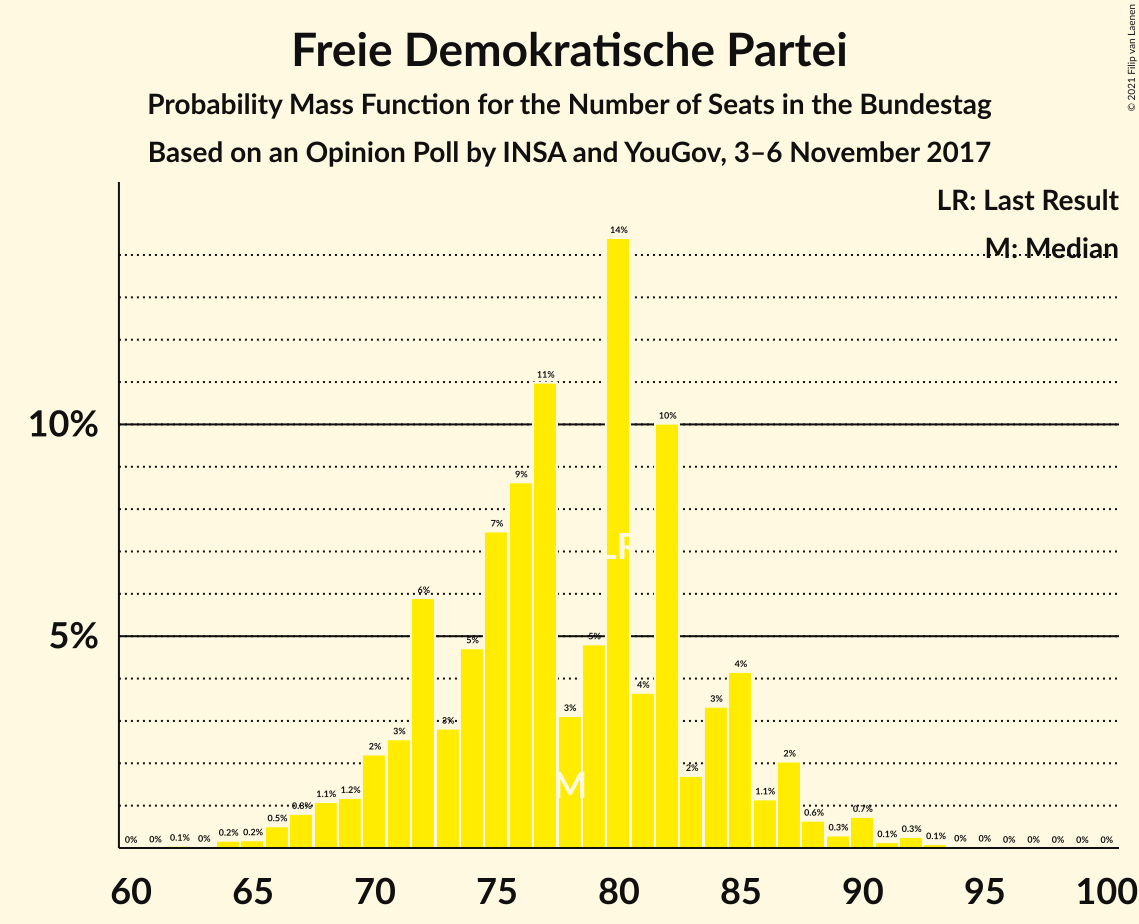 Freie Demokratische Partei
Probability Mass Function for the Number of Seats in the Bundestag
Based on an Opinion Poll by INSA and YouGov, 3–6 November 2017
© 2021 Filip van Laenen
LR: Last Result
M: Median
10%
5%
0% 0% 0.1% 0% 0.2% 0.2% 0.5% 0.8% 1.1% 1.2% 2% 3% 6% 3% 5% 7% 9% 11% 3% 5% 14% 4% 10% 2% 3% 4% 1.1% 2% 0.6% 0.3% 0.7% 0.1% 0.3% 0.1% 0% 0% 0% 0% 0% 0% 0%
LR
M
60 65 70 75 80 85 90 95 100